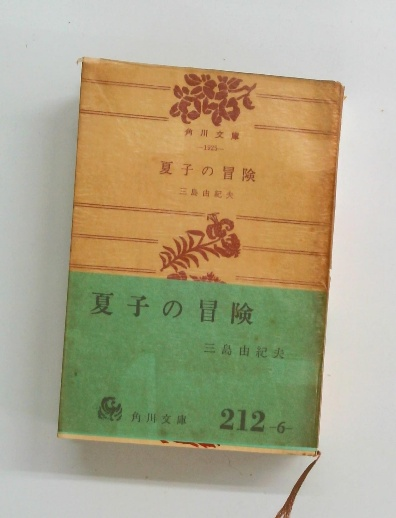 角川文庫
—1925—
夏子の冒険
三島由紀夫
夏子の冒険
三島由紀夫
角川文庫
212-6-